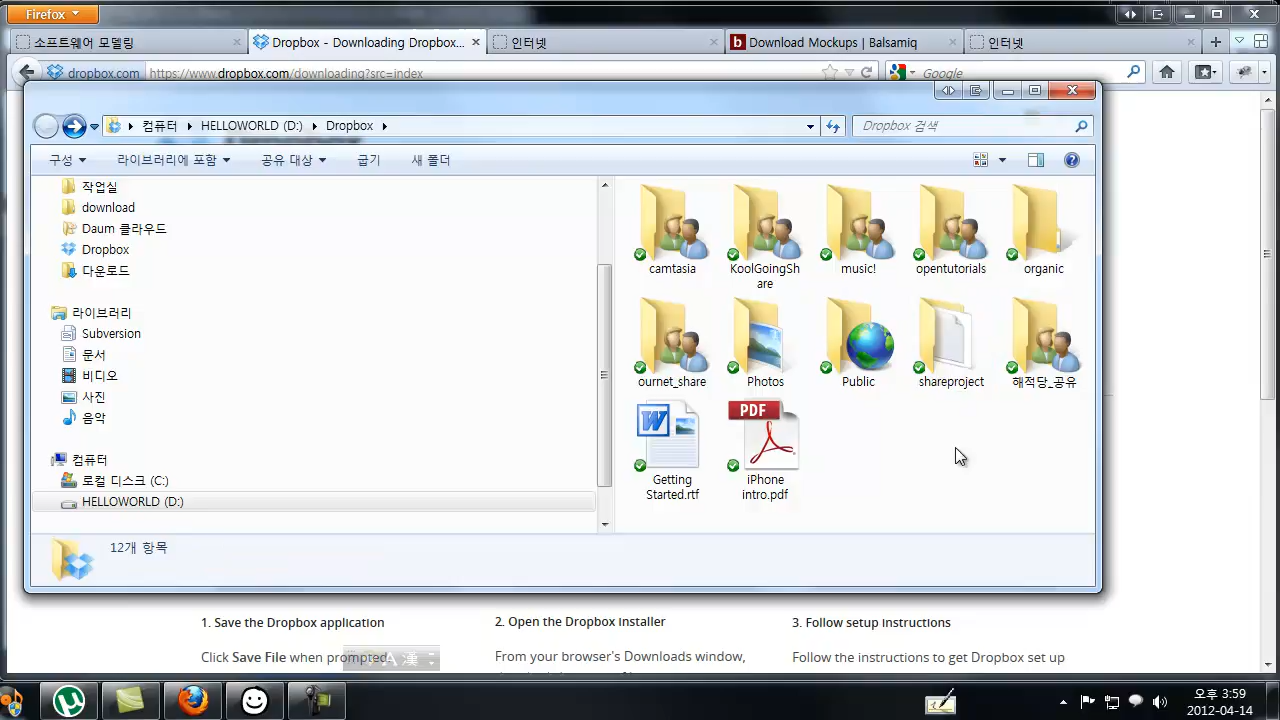 Firefox
소프트웨어 모델링
Dropbox - Downloading Dropbox...
인터넷
Download Mockups | Balsamiq
인터넷
dropbox.com
https://www.dropbox.com/downloading?src=index
Google
컴퓨터
HELLOWORLD (D:)
Dropbox
Dropbox 검색
구성
라이브러리에 포함
공유 대상
굽기
새 폴더
작업실
download
Daum 클라우드
Dropbox
다운로드
라이브러리
Subversion
문서
비디오
사진
음악
컴퓨터
로컬 디스크 (C:)
HELLOWORLD (D:)
camtasia
KoolGoingSh
are
music!
opentutorials
organic
ournet_share
Photos
Public
shareproject
해적당_공유
W
PDF
Getting
Started.rtf
iPhone
intro.pdf
12개 항목
1. Save the Dropbox application
2. Open the Dropbox installer
3. Follow setup instructions
Click Save File when prompted
From your browser's Downloads window,
Follow the instructions to get Dropbox set up
A 漢
오후 3:59
2012-04-14